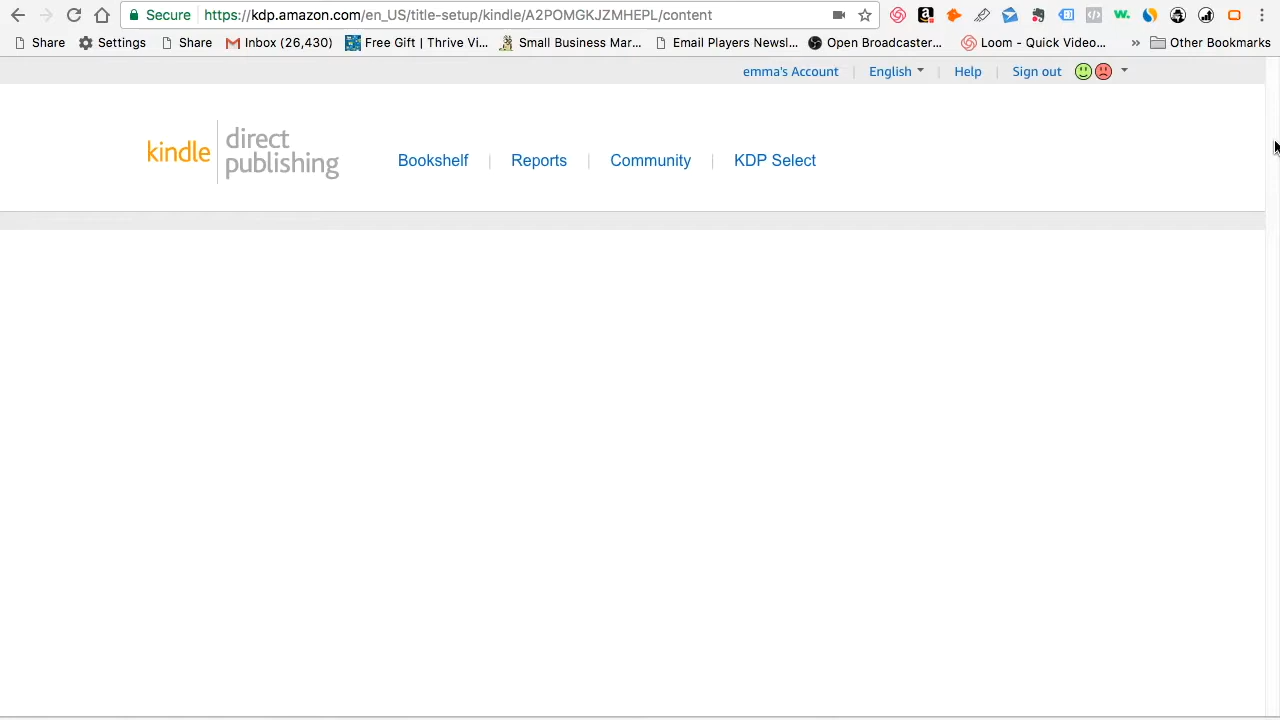 Secure https://kdp.amazon.com/en_US/title-setup/kindle/A2POMGKJZMHEPL/content
Share Settings Share Inbox (26,430) Free Gift | Thrive Vi... Small Business Mar... Email Players Newsl... Open Broadcaster... Loom - Quick Video... » Other Bookmarks
emma's Account | English | Help | Sign out
kindle direct publishing
Bookshelf | Reports | Community | KDP Select